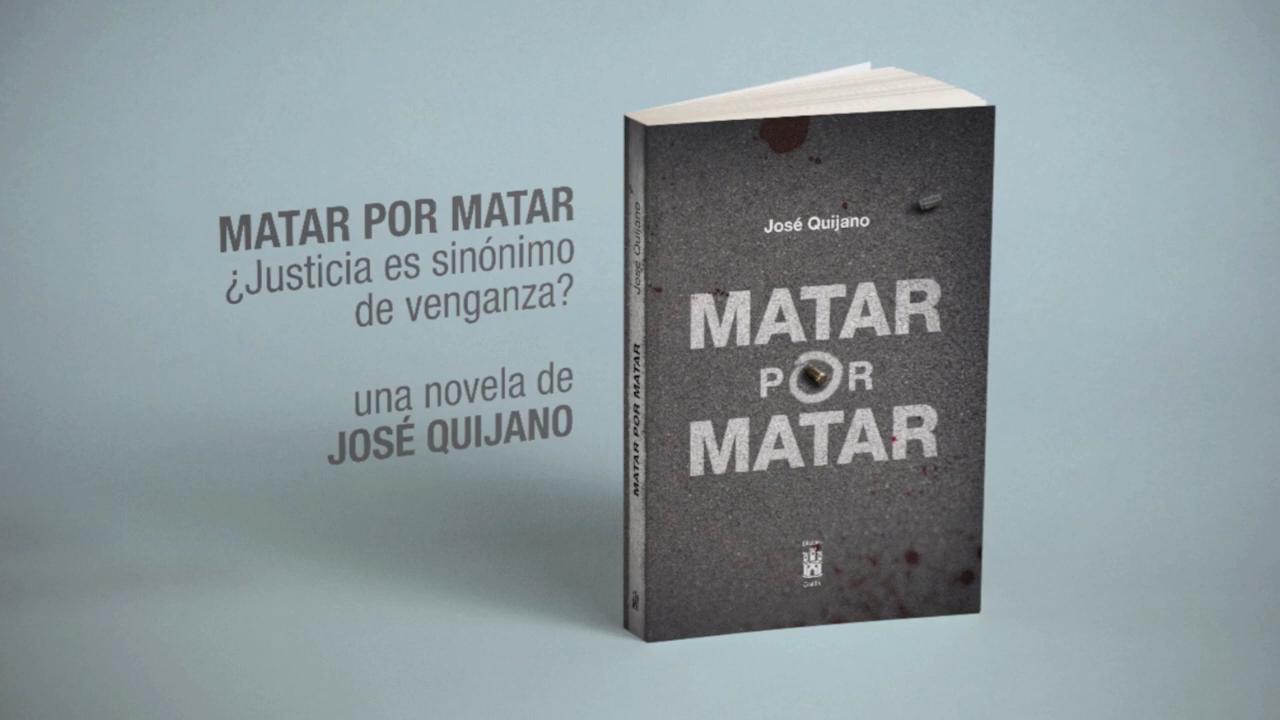 MATAR POR MATAR
¿Justicia es sinónimo
de venganza?
una novela de
JOSÉ QUIJANO
José Quijano
MATAR POR MATAR
José Quijano
MATAR
POR
MATAR